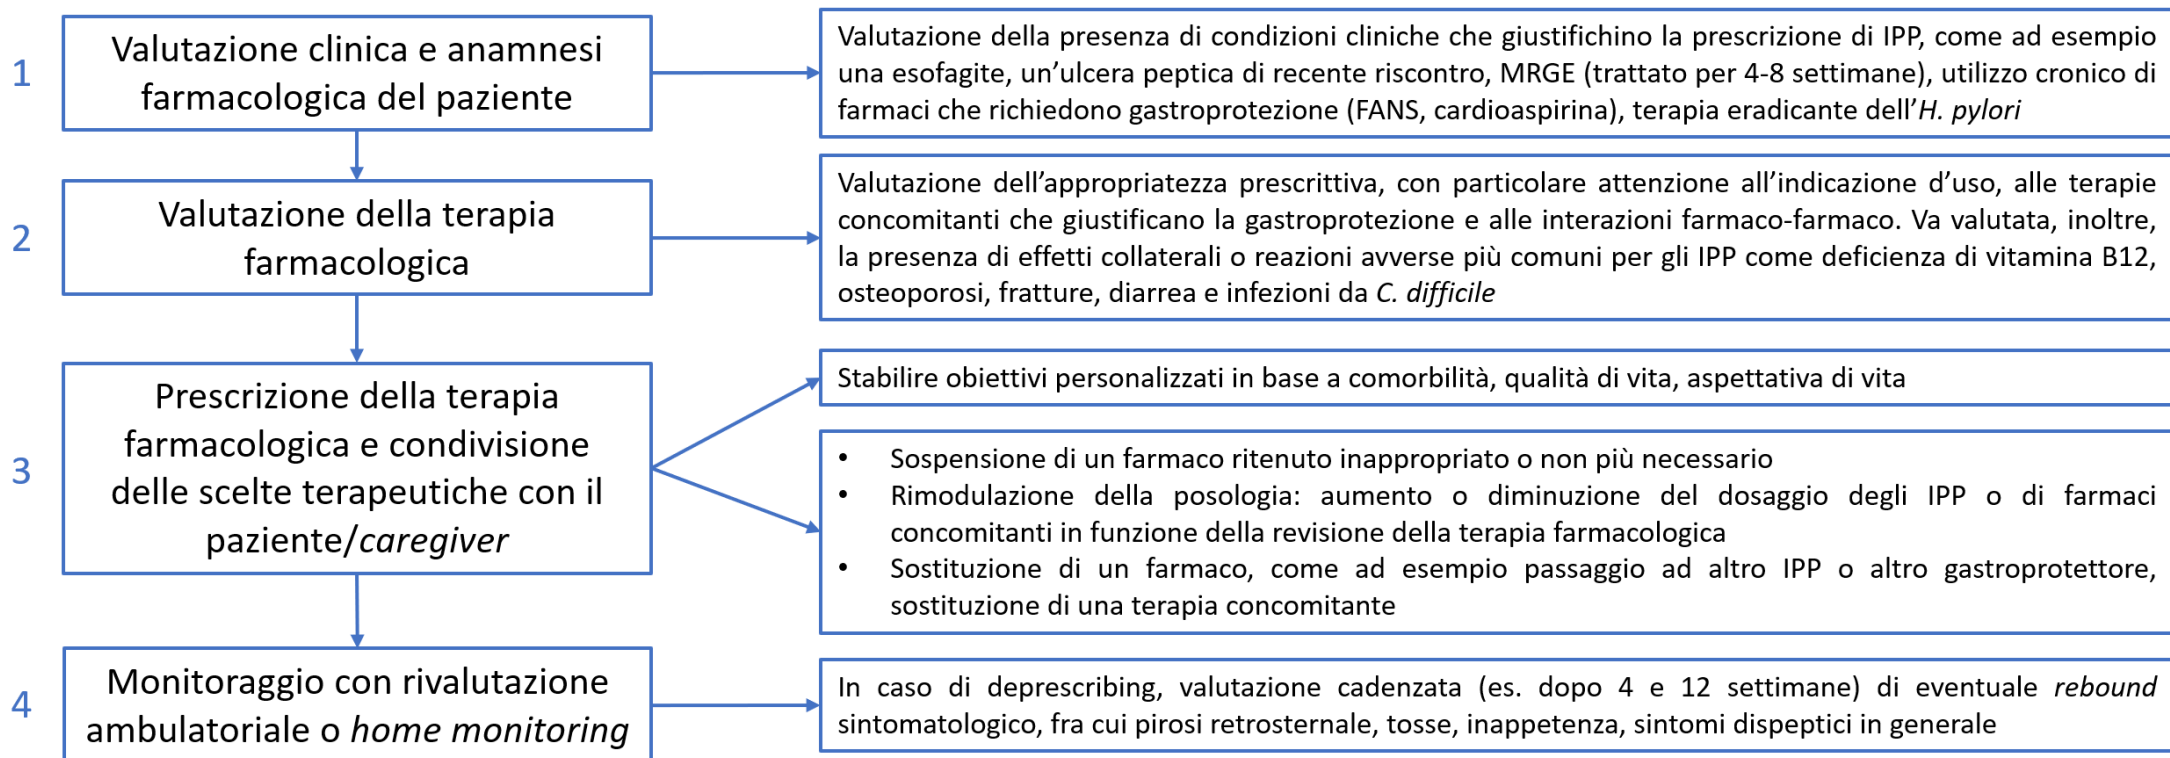 1
Valutazione clinica e anamnesi
farmacologica del paziente
Valutazione della presenza di condizioni cliniche che giustifichino la prescrizione di IPP, come ad esempio
una esofagite, un’ulcera peptica di recente riscontro, MRGE (trattato per 4-8 settimane), utilizzo cronico di
farmaci che richiedono gastroprotezione (FANS, cardioaspirina), terapia eradicante dell’H. pylori
2
Valutazione della terapia
farmacologica
Valutazione dell’appropriatezza prescrittiva, con particolare attenzione all’indicazione d’uso, alle terapie
concomitanti che giustificano la gastroprotezione e alle interazioni farmaco-farmaco. Va valutata, inoltre,
la presenza di effetti collaterali o reazioni avverse più comuni per gli IPP come deficienza di vitamina B12,
osteoporosi, fratture, diarrea e infezioni da C. difficile
3
Prescrizione della terapia
farmacologica e condivisione
delle scelte terapeutiche con il
paziente/caregiver
Stabilire obiettivi personalizzati in base a comorbilità, qualità di vita, aspettativa di vita
• Sospensione di un farmaco ritenuto inappropriato o non più necessario
• Rimodulazione della posologia: aumento o diminuzione del dosaggio degli IPP o di farmaci
concomitanti in funzione della revisione della terapia farmacologica
• Sostituzione di un farmaco, come ad esempio passaggio ad altro IPP o altro gastroprotettore,
sostituzione di una terapia concomitante
4
Monitoraggio con rivalutazione
ambulatoriale o home monitoring
In caso di deprescribing, valutazione cadenzata (es. dopo 4 e 12 settimane) di eventuale rebound
sintomatologico, fra cui pirosi retrosternale, tosse, inappetenza, sintomi dispeptici in generale